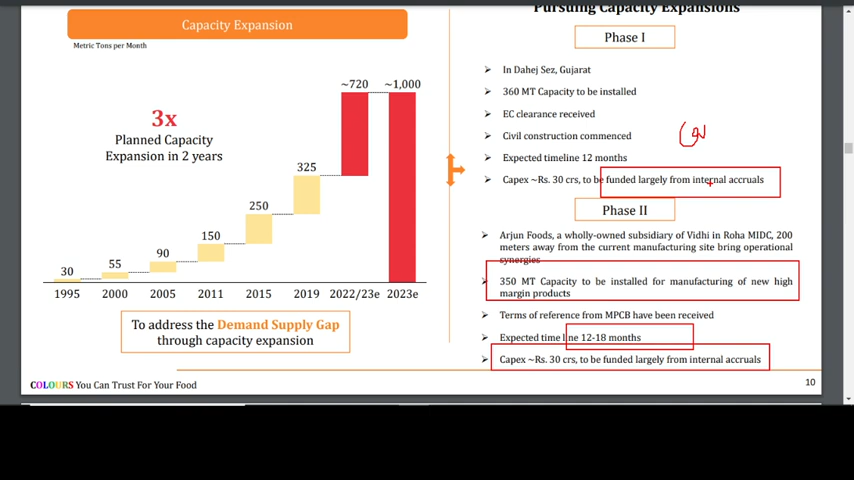 Capacity Expansion
Metric Tons per Month
3x
Planned Capacity
Expansion in 2 years
30
55
90
150
250
325
~720
~1,000
1995
2000
2005
2011
2015
2019
2022/23e
2023e
To address the Demand Supply Gap
through capacity expansion
Pursuing Capacity Expansions
Phase I
In Dahej Sez, Gujarat
360 MT Capacity to be installed
EC clearance received
Civil construction commenced
Expected timeline 12 months
Capex ~Rs. 30 crs, to be funded largely from internal accruals
Phase II
Arjun Foods, a wholly-owned subsidiary of Vidhi in Roha MIDC, 200
meters away from the current manufacturing site bring operational
synergies
350 MT Capacity to be installed for manufacturing of new high
margin products
Terms of reference from MPCB have been received
Expected time line 12-18 months
Capex ~Rs. 30 crs, to be funded largely from internal accruals
COLOURS You Can Trust For Your Food
10